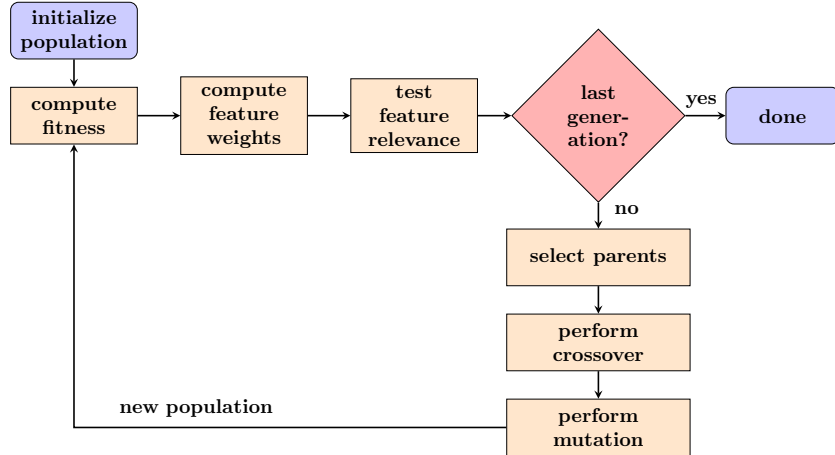 initialize
population
compute
fitness
compute
feature
weights
test
feature
relevance
last
gener-
ation?
yes
done
no
select parents
perform
crossover
perform
mutation
new population